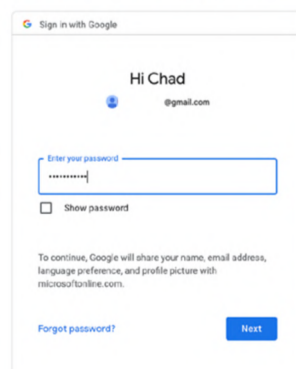 Sign in with Google
Hi Chad
@gmail.com
Enter your password
Show password
To continue, Google will share your name, email address,
language preference, and profile picture with
microsoftonline.com.
Forgot password?
Next